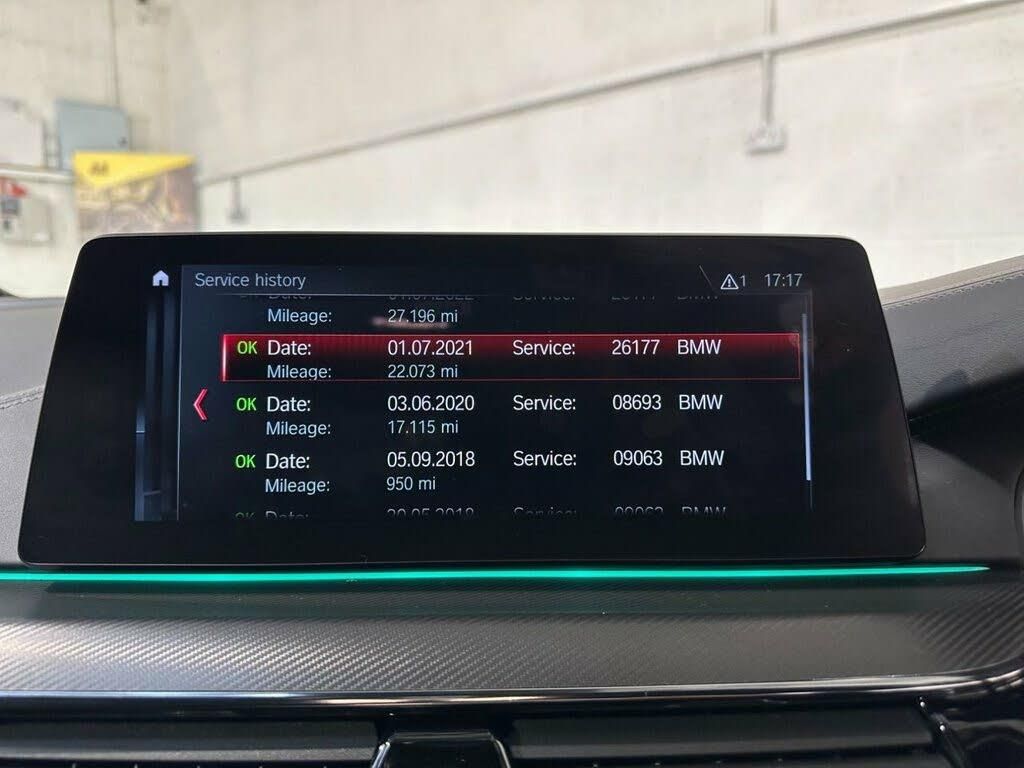 Service history
1 17:17
Mileage: 27.196 mi
OK Date: 01.07.2021 Service: 26177 BMW
Mileage: 22.073 mi
OK Date: 03.06.2020 Service: 08693 BMW
Mileage: 17.115 mi
OK Date: 05.09.2018 Service: 09063 BMW
Mileage: 950 mi